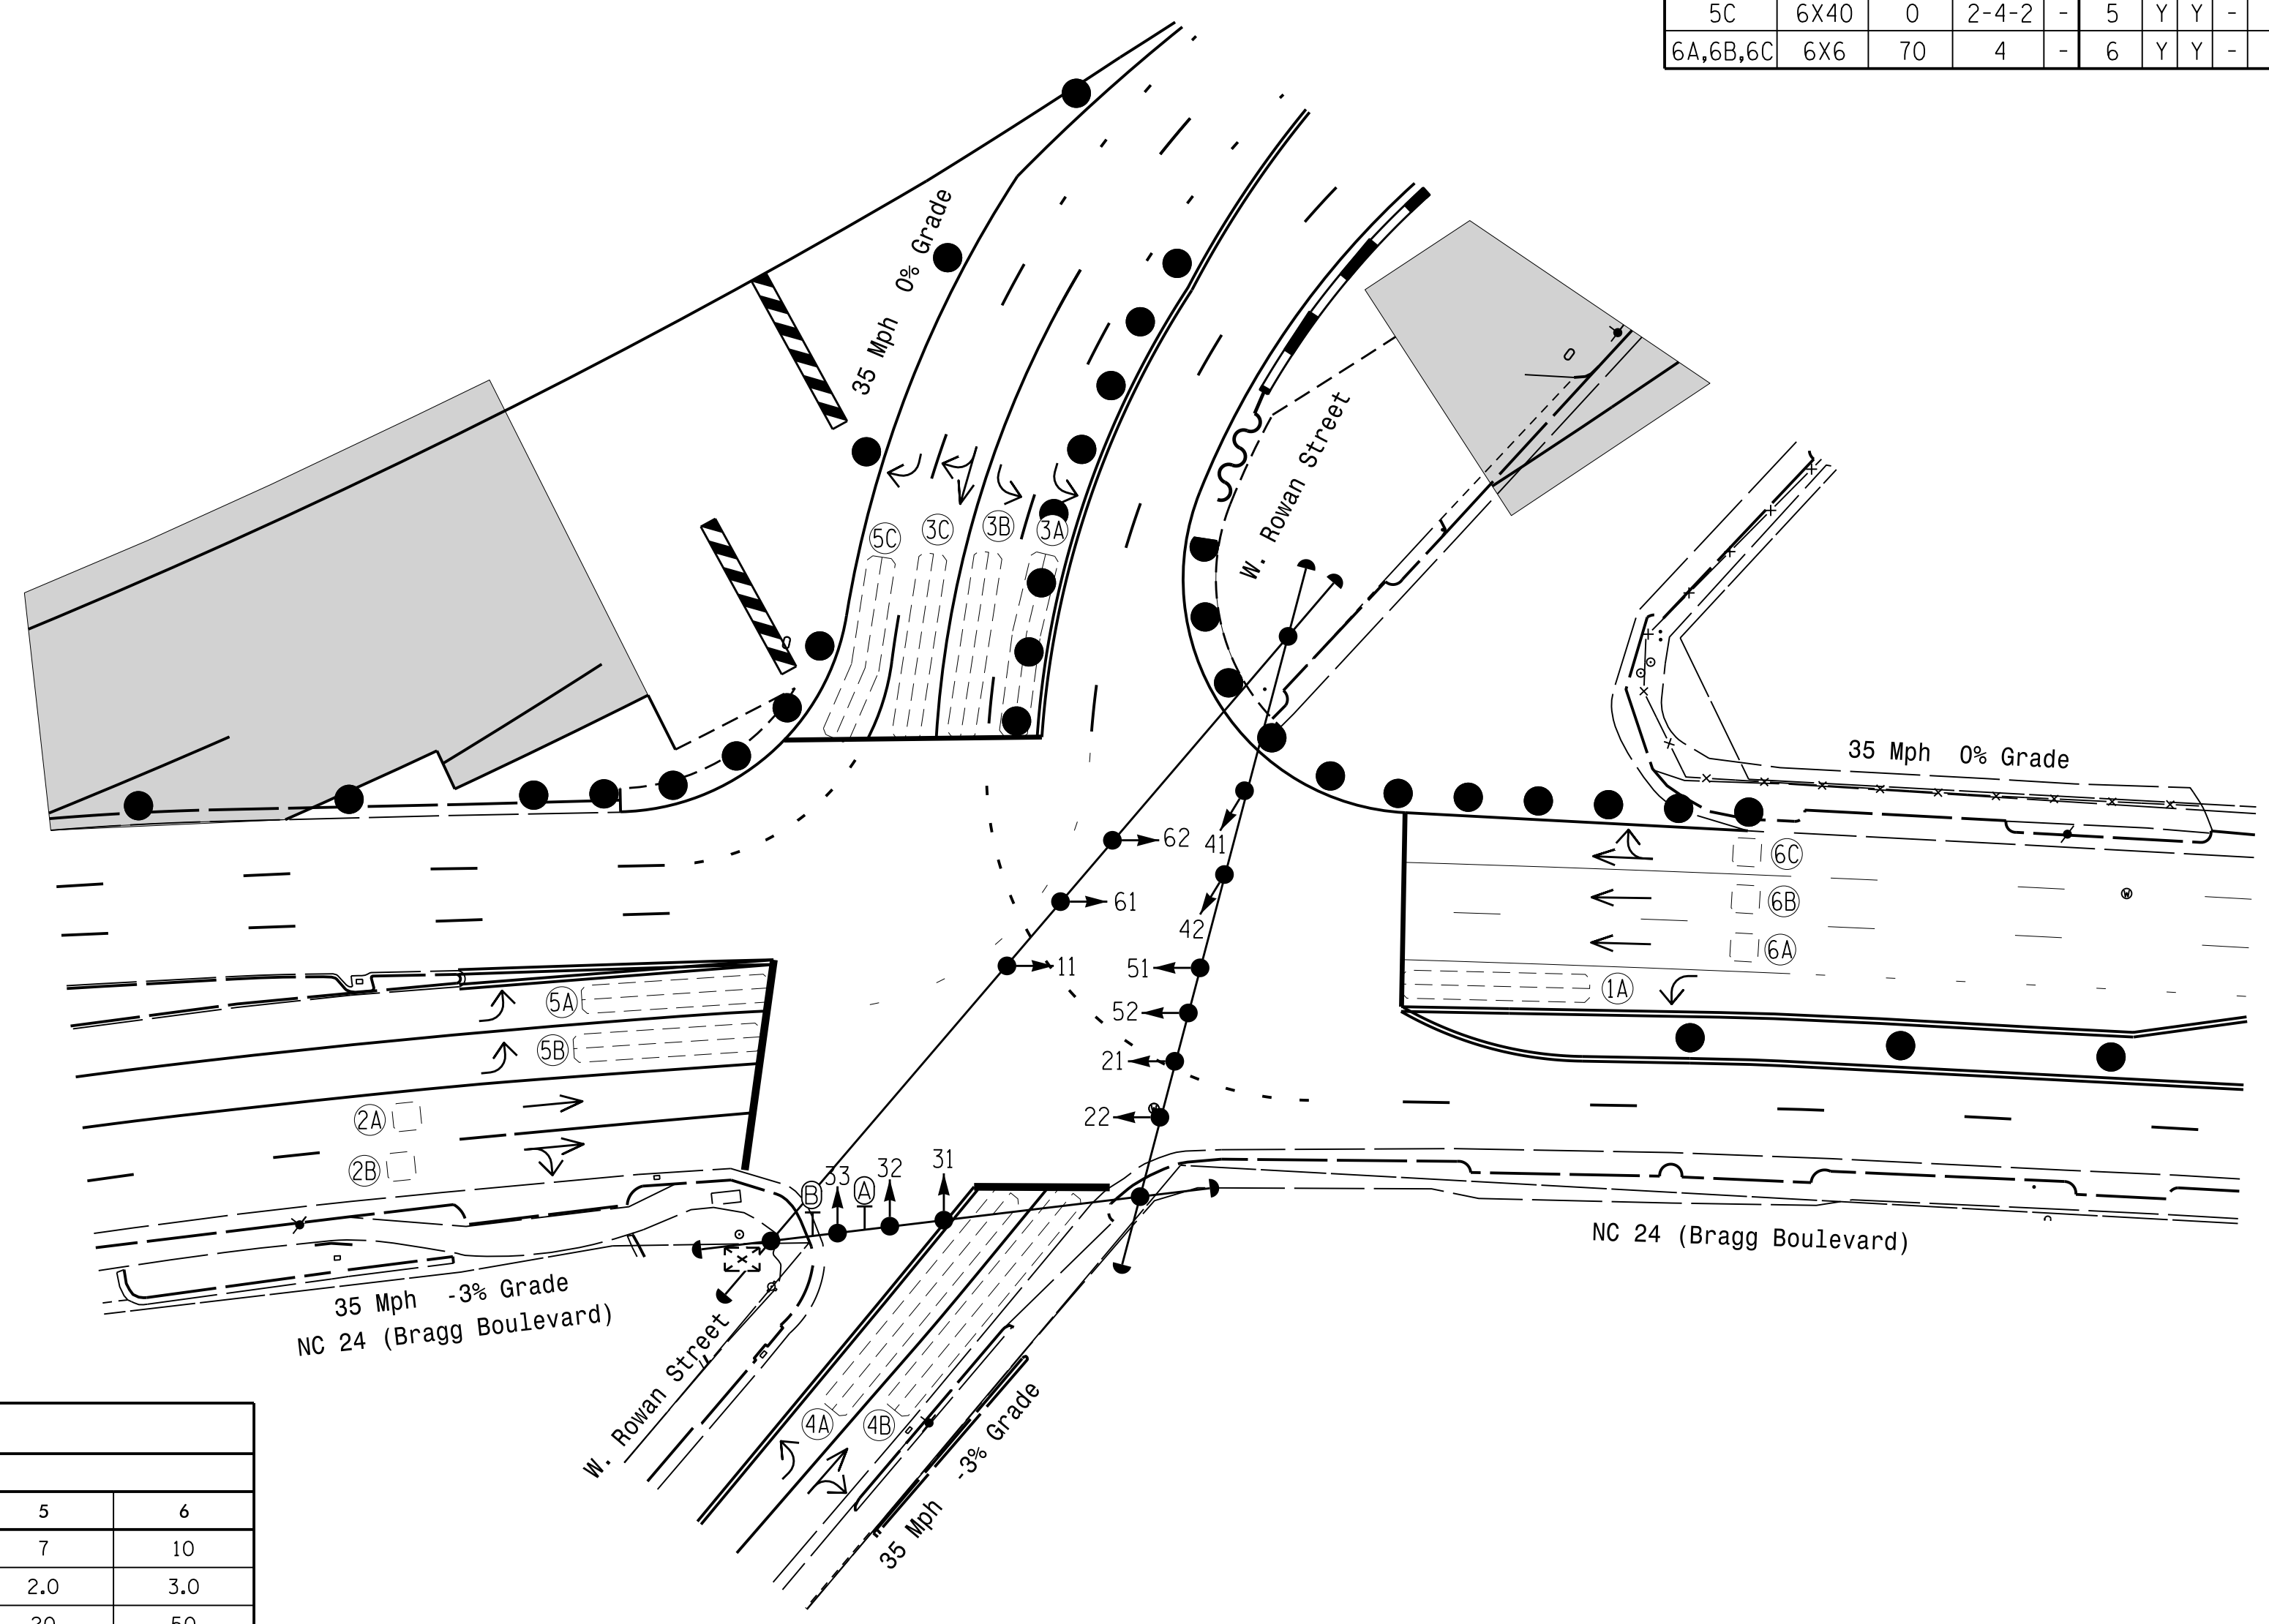 5C 6X40 0 2-4-2 - 5 Y Y -
6A,6B,6C 6X6 70 4 - 6 Y Y -
35 Mph 0% Grade
W. Rowan Street
5C
3C
3B
3A
35 Mph 0% Grade
62
41
6C
61
6B
42
6A
11
51
1A
5A
52
5B
21
2A
22
2B
31
32
33
B
A
NC 24 (Bragg Boulevard)
35 Mph -3% Grade
NC 24 (Bragg Boulevard)
W. Rowan Street
4A
4B
35 Mph -3% Grade
5 6
7 10
2.0 3.0
20 50